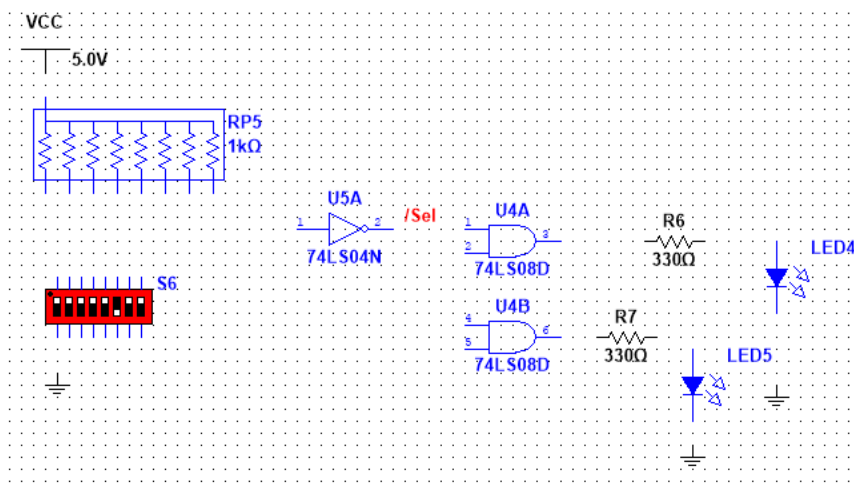 VCC
5.0V
RP5
1kΩ
U5A
1
2
/Sel
74LS04N
U4A
1
2
3
74LS08D
R6
330Ω
LED4
S6
U4B
4
5
6
74LS08D
R7
330Ω
LED5